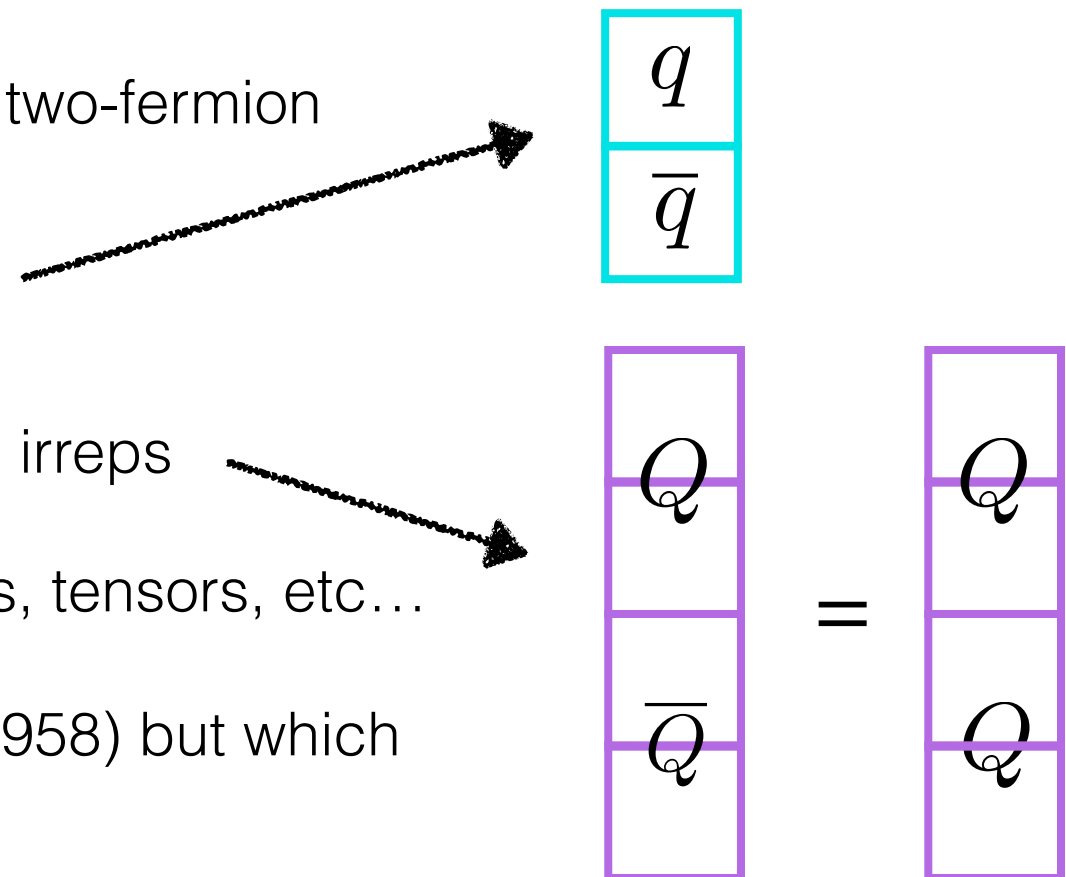 two-fermion
q
q̅
irreps
s, tensors, etc…
958) but which
Q
Q̅
=
Q
Q